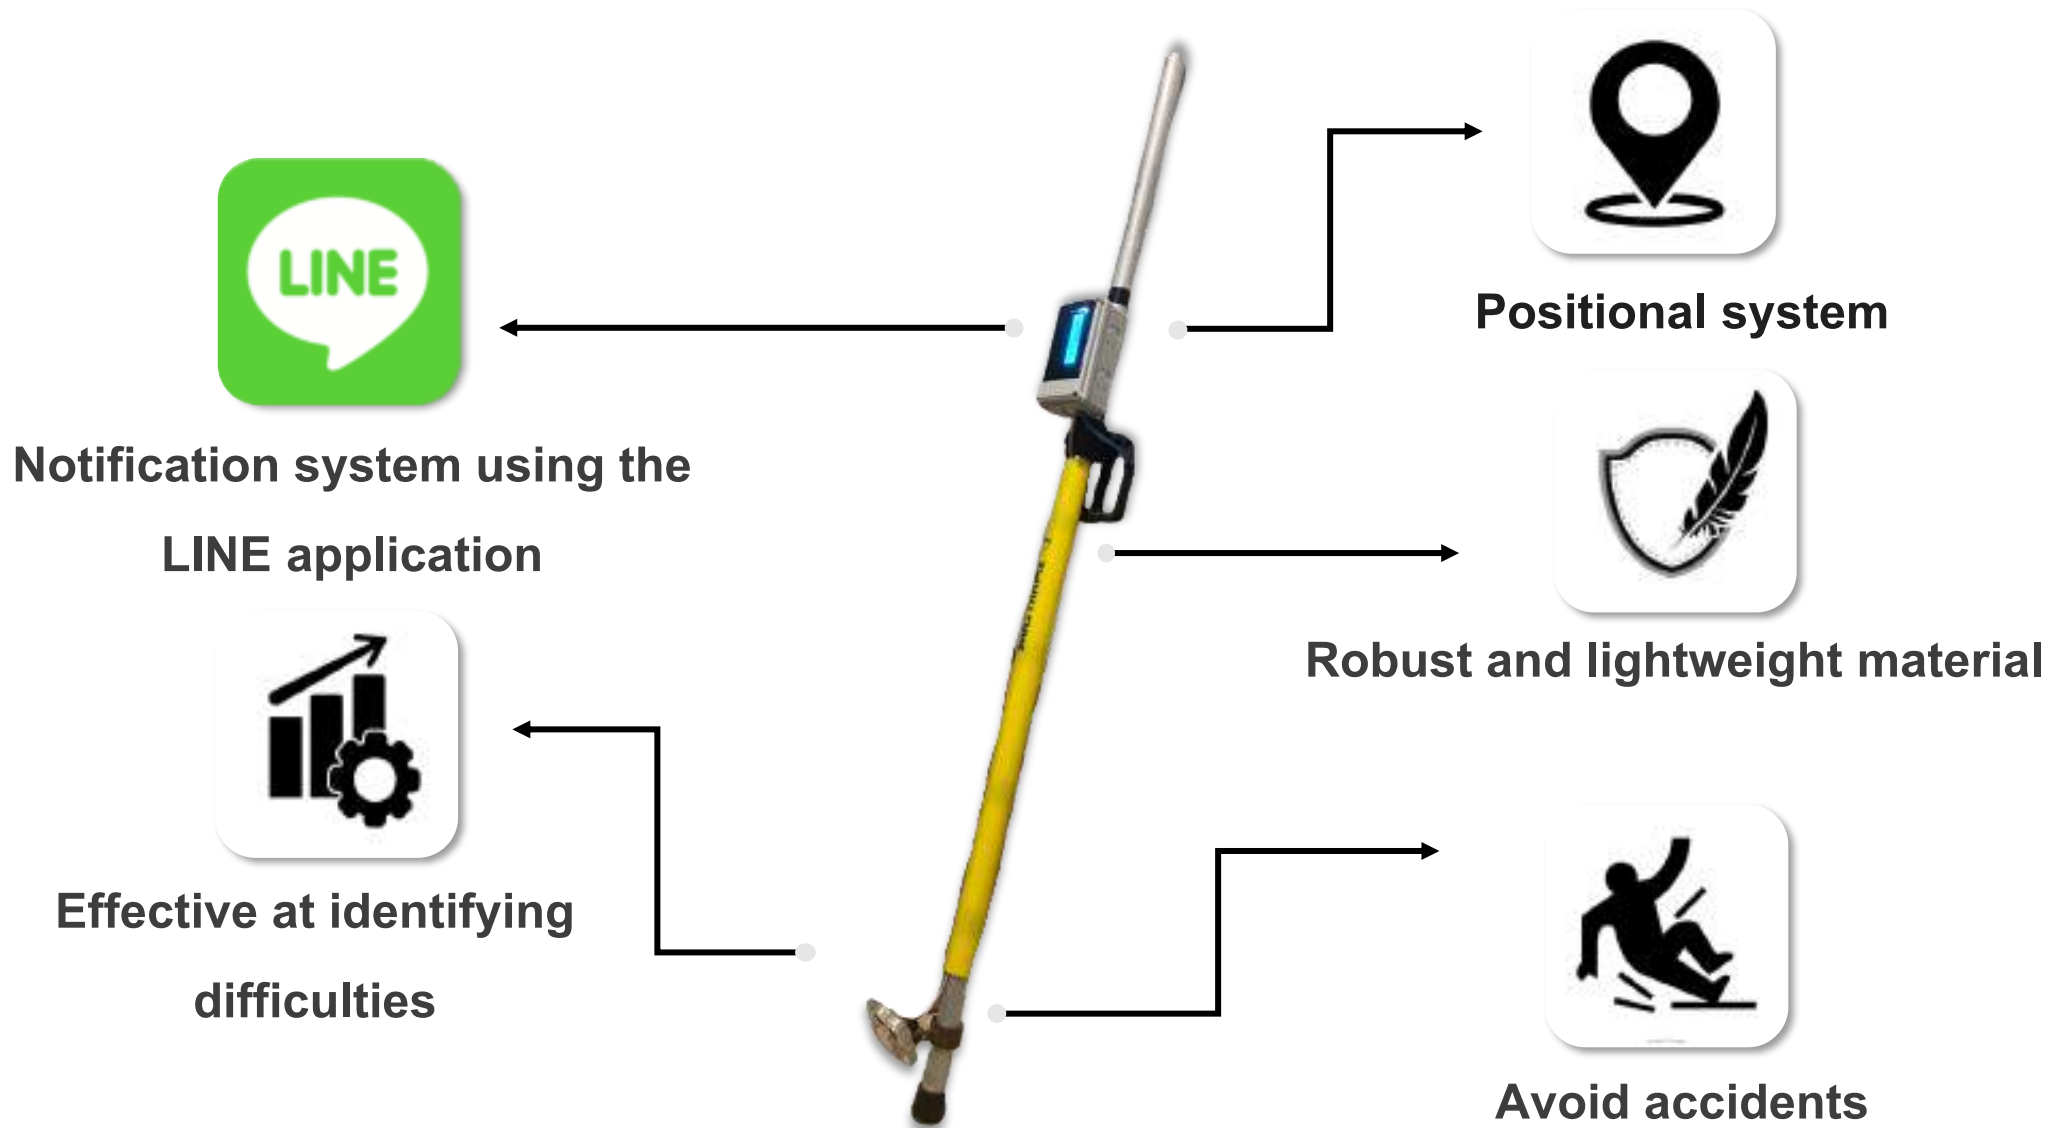 LINE
Notification system using the
LINE application
Effective at identifying
difficulties
Positional system
Robust and lightweight material
Avoid accidents